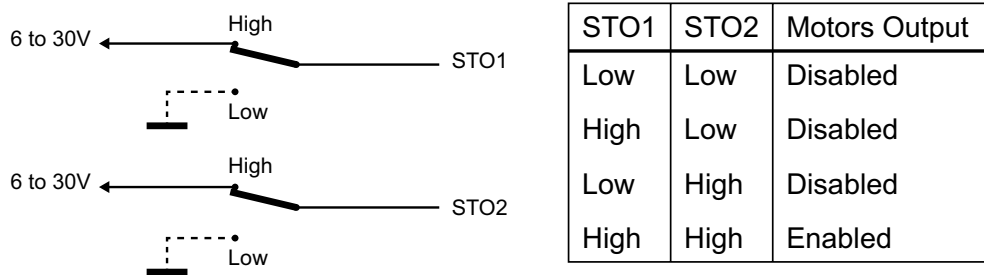 High
6 to 30V
STO1
Low
High
6 to 30V
STO2
Low
STO1 STO2 Motors Output
Low Low Disabled
High Low Disabled
Low High Disabled
High High Enabled